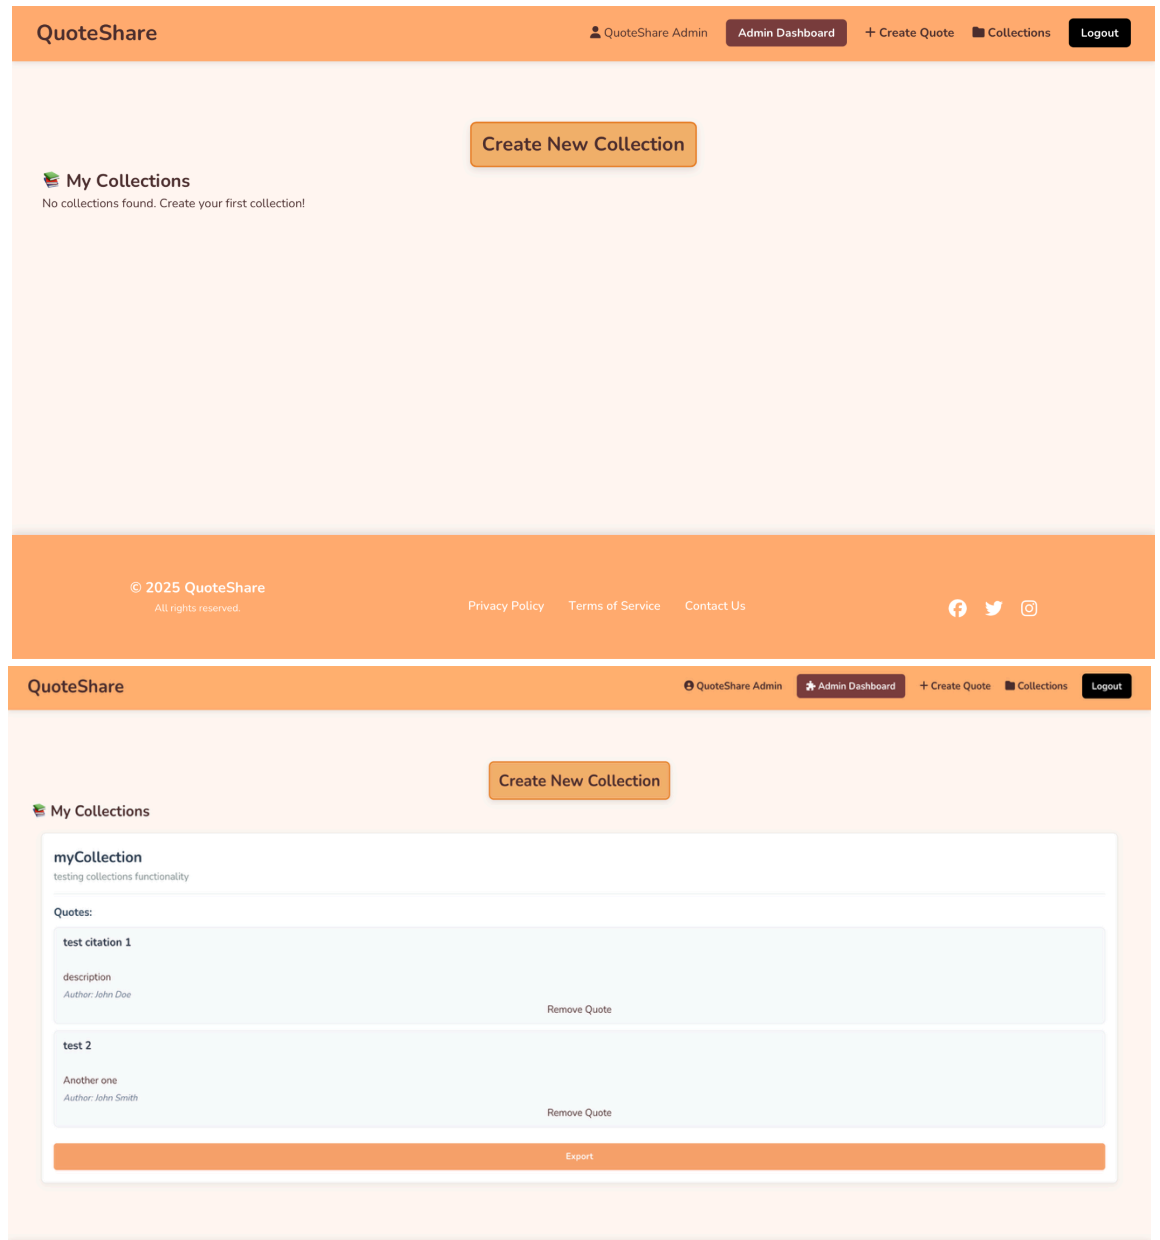 QuoteShare
QuoteShare Admin
Admin Dashboard
+ Create Quote
Collections
Logout
Create New Collection
My Collections
No collections found. Create your first collection!
© 2025 QuoteShare
All rights reserved.
Privacy Policy
Terms of Service
Contact Us
QuoteShare
QuoteShare Admin
Admin Dashboard
+ Create Quote
Collections
Logout
Create New Collection
My Collections
myCollection
testing collections functionality
Quotes:
test citation 1
description
Author: John Doe
Remove Quote
test 2
Another one
Author: John Smith
Remove Quote
Export